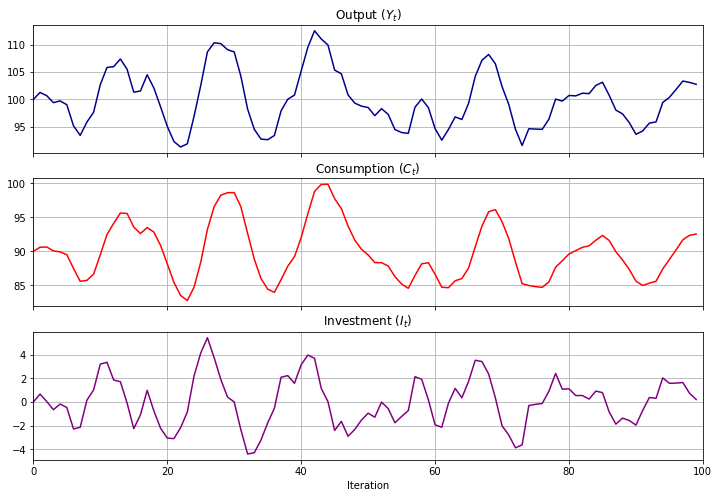 Output (Y_t)
110
105
100
95
Consumption (C_t)
100
95
90
85
Investment (I_t)
4
2
0
−2
−4
0 20 40 60 80 100
Iteration